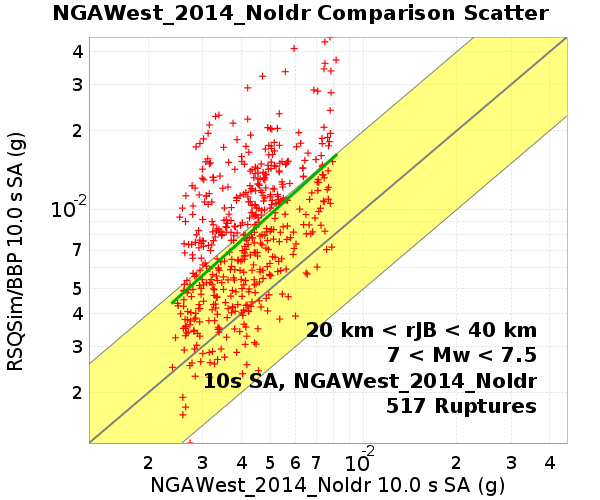 NGAWest_2014_NoIdr Comparison Scatter
RSQSim/BBP 10.0 s SA (g)
4
3
2
10-2
7
5
4
3
2
20 km < rJB < 40 km
7 < Mw < 7.5
10s SA, NGAWest_2014_NoIdr
517 Ruptures
2 3 4 5 6 7 10-2 2 3 4
NGAWest_2014_NoIdr 10.0 s SA (g)